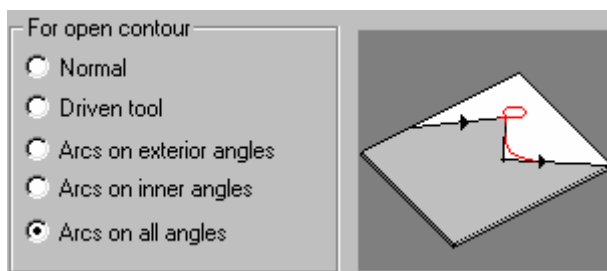 For open contour
Normal
Driven tool
Arcs on exterior angles
Arcs on inner angles
Arcs on all angles